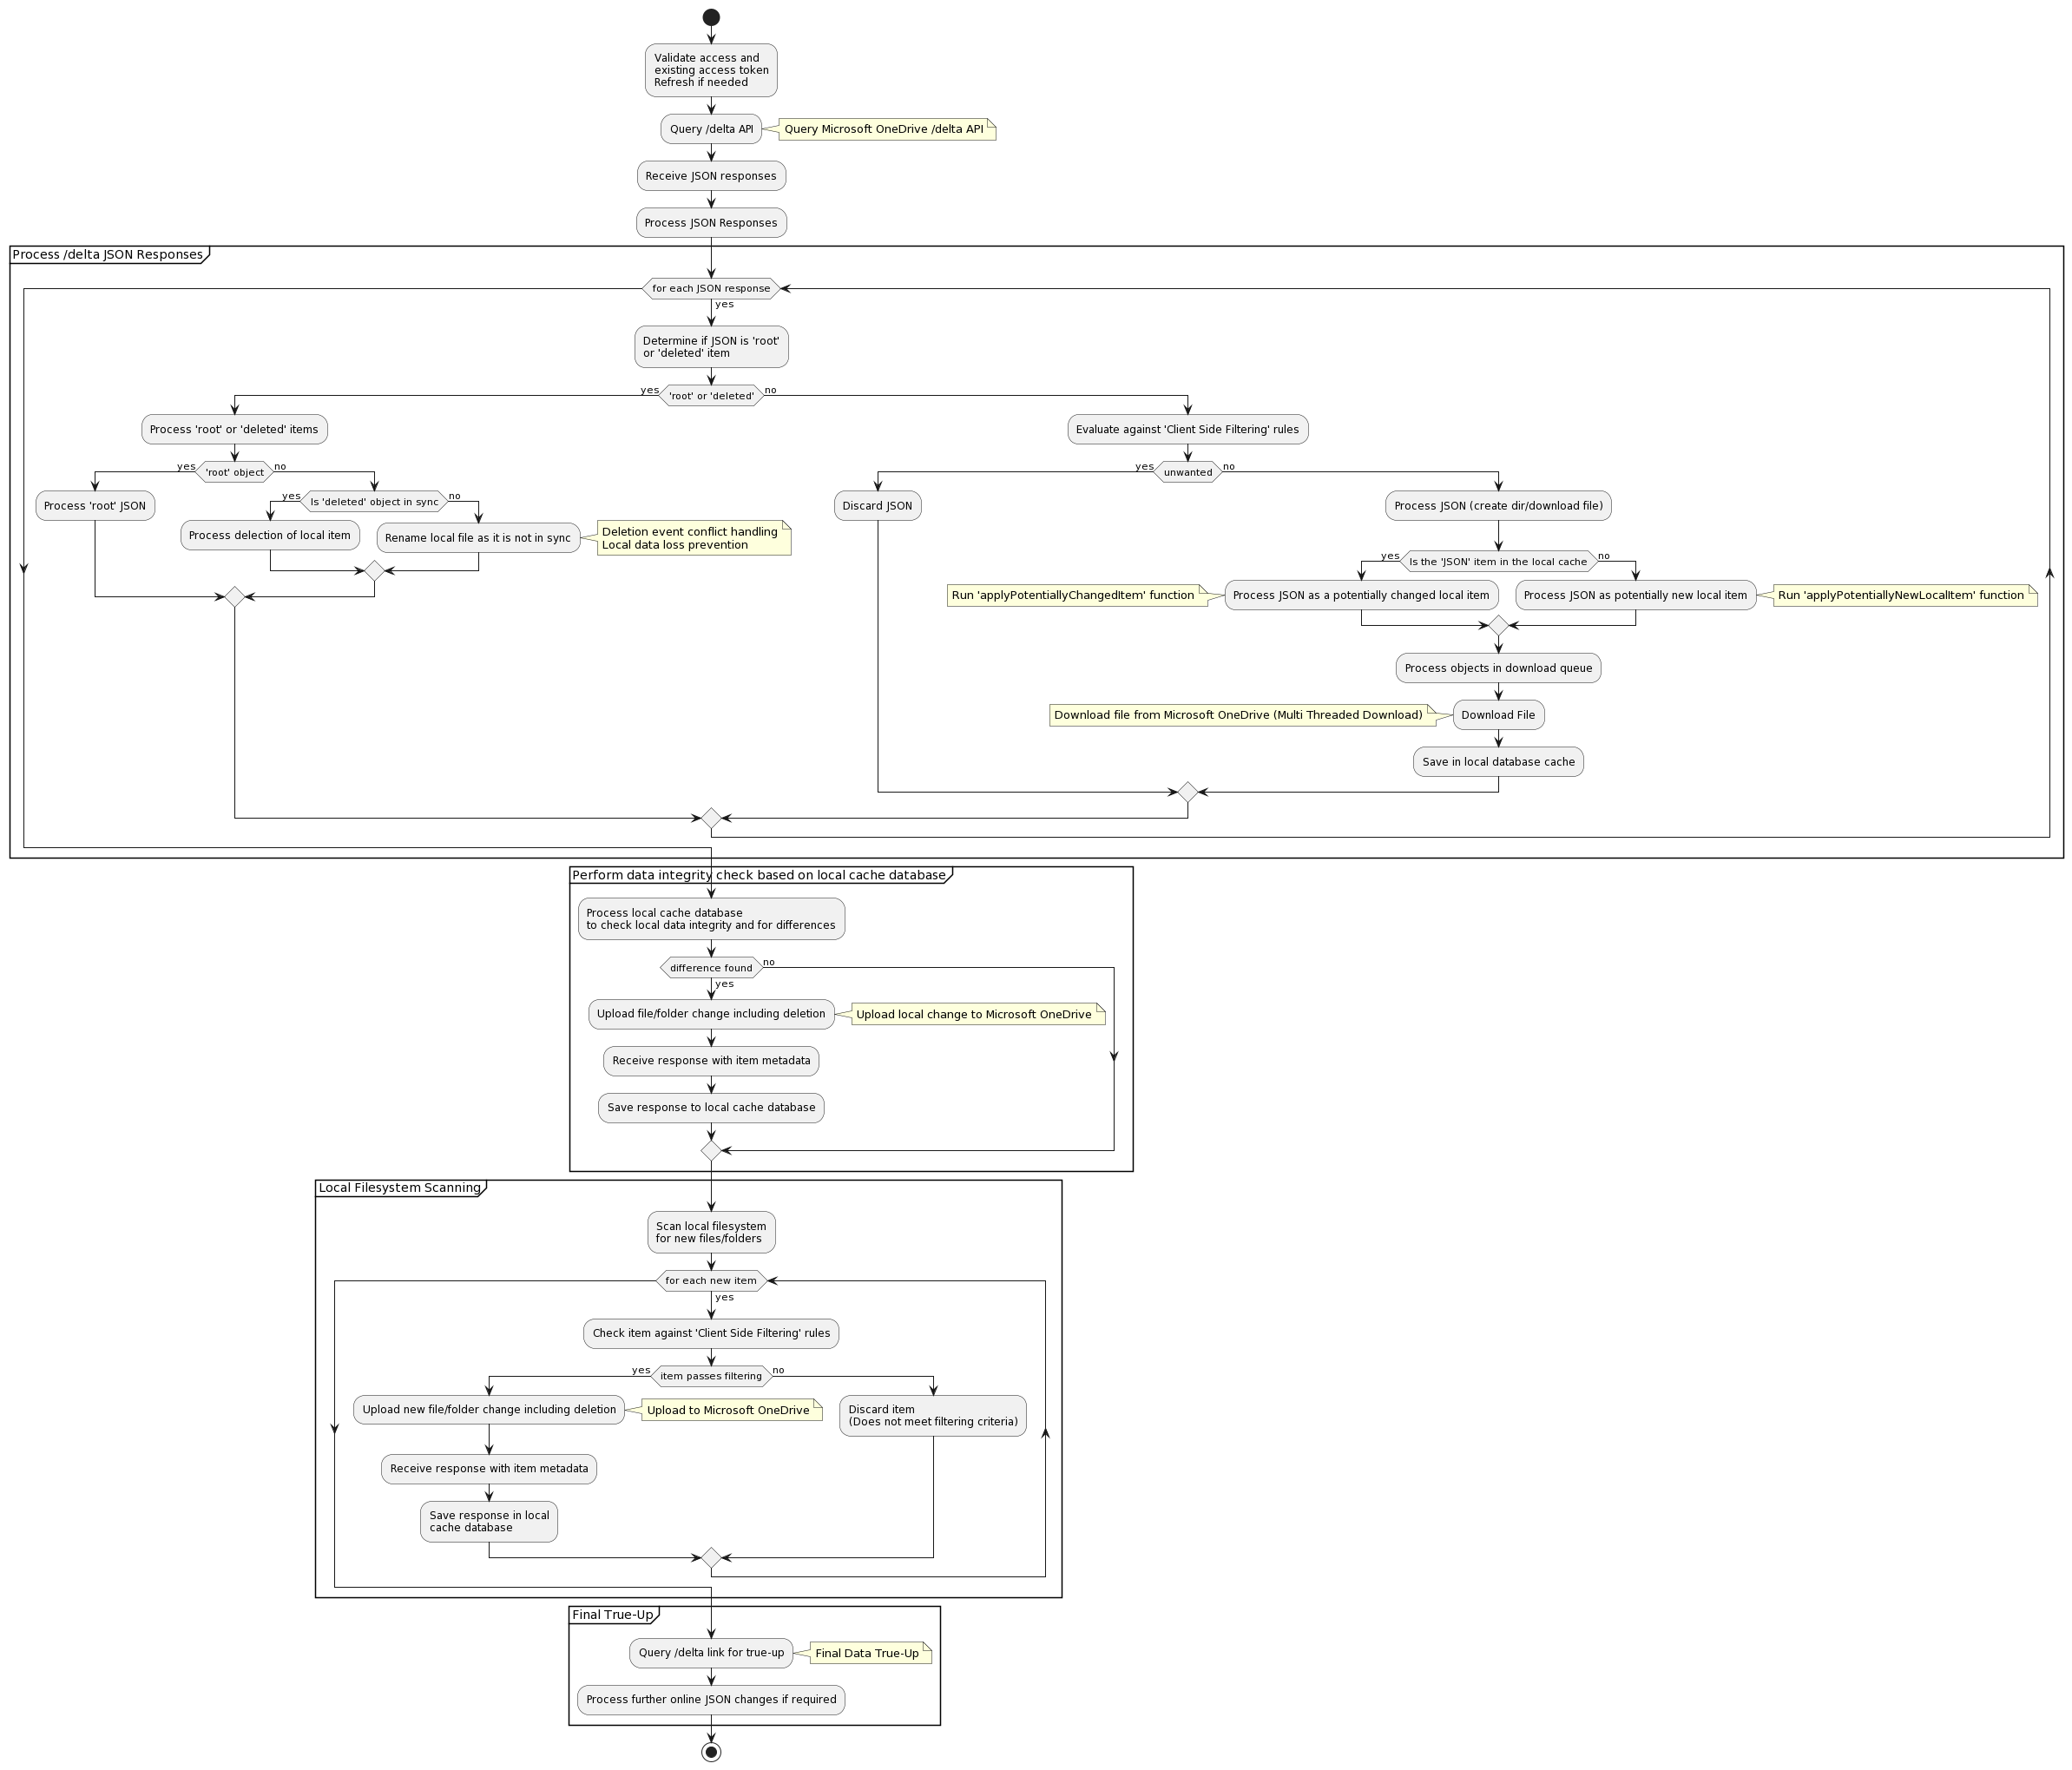 Validate access and
existing access token
Refresh if needed
Query /delta API
Query Microsoft OneDrive /delta API
Receive JSON responses
Process JSON Responses
Process /delta JSON Responses
for each JSON response
yes
Determine if JSON is 'root'
or 'deleted' item
yes
'root' or 'deleted'
no
Process 'root' or 'deleted' items
yes
'root' object
no
Process 'root' JSON
yes
Is 'deleted' object in sync
no
Process delection of local item
Rename local file as it is not in sync
Deletion event conflict handling
Local data loss prevention
Evaluate against 'Client Side Filtering' rules
yes
unwanted
no
Discard JSON
Process JSON (create dir/download file)
yes
Is the 'JSON' item in the local cache
no
Run 'applyPotentiallyChangedItem' function
Process JSON as a potentially changed local item
Process JSON as potentially new local item
Run 'applyPotentiallyNewLocalItem' function
Process objects in download queue
Download file from Microsoft OneDrive (Multi Threaded Download)
Download File
Save in local database cache
Perform data integrity check based on local cache database
Process local cache database
to check local data integrity and for differences
difference found
no
yes
Upload file/folder change including deletion
Upload local change to Microsoft OneDrive
Receive response with item metadata
Save response to local cache database
Local Filesystem Scanning
Scan local filesystem
for new files/folders
for each new item
yes
Check item against 'Client Side Filtering' rules
yes
item passes filtering
no
Upload new file/folder change including deletion
Upload to Microsoft OneDrive
Receive response with item metadata
Save response in local
cache database
Discard item
(Does not meet filtering criteria)
Final True-Up
Query /delta link for true-up
Final Data True-Up
Process further online JSON changes if required